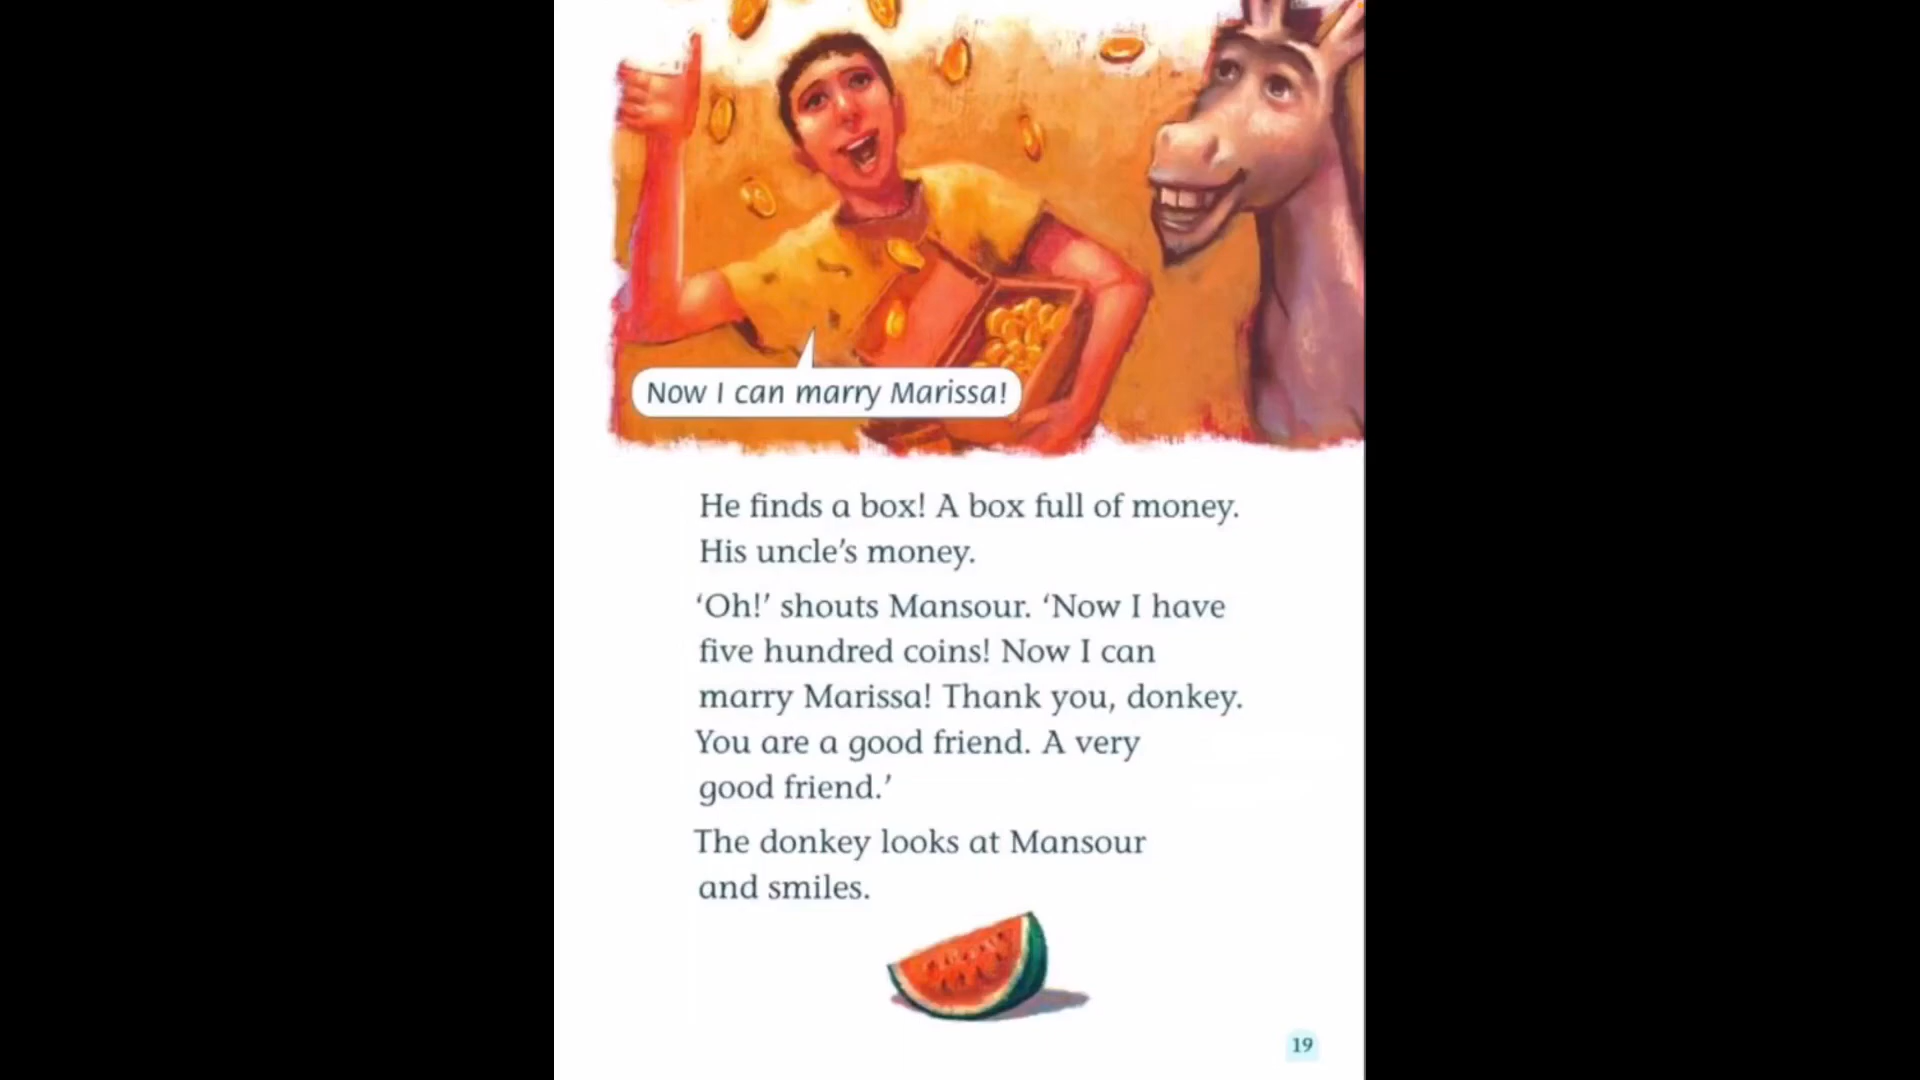 Now I can marry Marissa!
He finds a box! A box full of money.
His uncle's money.
'Oh!' shouts Mansour. 'Now I have
five hundred coins! Now I can
marry Marissa! Thank you, donkey.
You are a good friend. A very
good friend.'
The donkey looks at Mansour
and smiles.
19